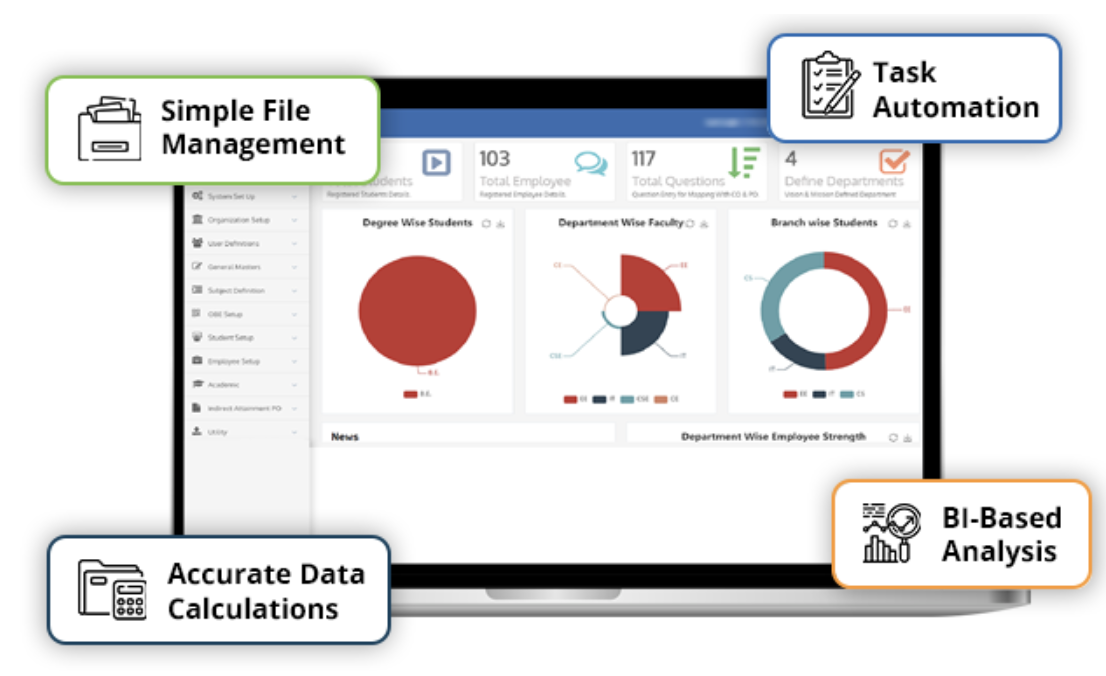 Simple File
Management
Task
Automation
103
Total Employee
Registered Employee Details
117
Total Questions
Question Entry for Mapping With CO & PO
4
Define Departments
Vision & Mission Defined Department
Students
Registered Students Details
System Set Up
Organization Setup
User Definitions
General Masters
Subject Definition
OBE Setup
Student Setup
Employee Setup
Academic
Indirect Attainment PO
Utility
Degree Wise Students
B.E.
B.E.
Department Wise Faculty
CE
EE
CSE
IT
EE IT CSE CE
Branch wise Students
CS
EE
IT
EE IT CS
News
Department Wise Employee Strength
Accurate Data
Calculations
BI-Based
Analysis